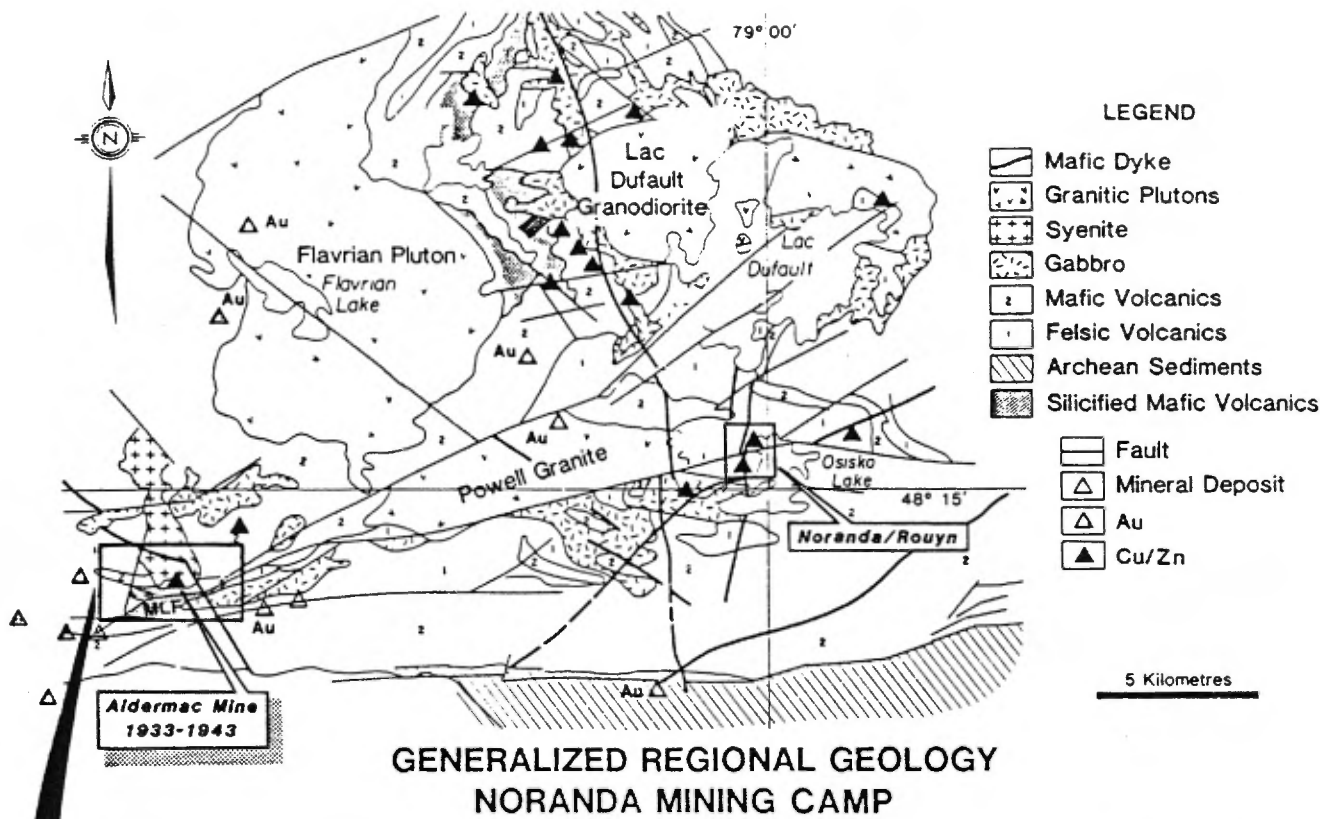 79° 00'
N
LEGEND
Mafic Dyke
Granitic Plutons
Syenite
Gabbro
2 Mafic Volcanics
1 Felsic Volcanics
Archean Sediments
Silicified Mafic Volcanics
Fault
Mineral Deposit
Au
Cu/Zn
5 Kilometres
Lac
Dufault
Granodiorite
Lac
Dufault
Au
Flavrian Pluton
Flavrian
Lake
Au
Au
Au
Powell Granite
Osisko
Lake
48° 15'
Noranda/Rouyn
MLF
Au
Au
Aldermac Mine
1933-1943
GENERALIZED REGIONAL GEOLOGY
NORANDA MINING CAMP